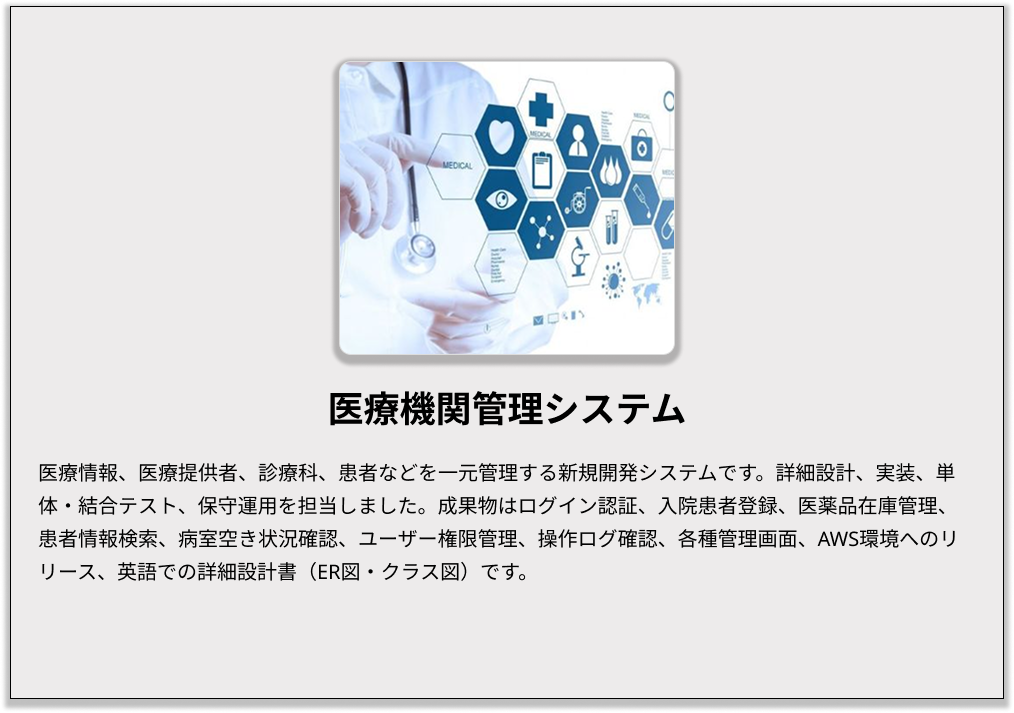 MEDICAL
MEDICAL
MEDICAL
医療機関管理システム
医療情報、医療提供者、診療科、患者などを一元管理する新規開発システムです。詳細設計、実装、単
体・結合テスト、保守運用を担当しました。成果物はログイン認証、入院患者登録、医薬品在庫管理、
患者情報検索、病室空き状況確認、ユーザー権限管理、操作ログ確認、各種管理画面、AWS環境へのリ
リース、英語での詳細設計書（ER図・クラス図）です。